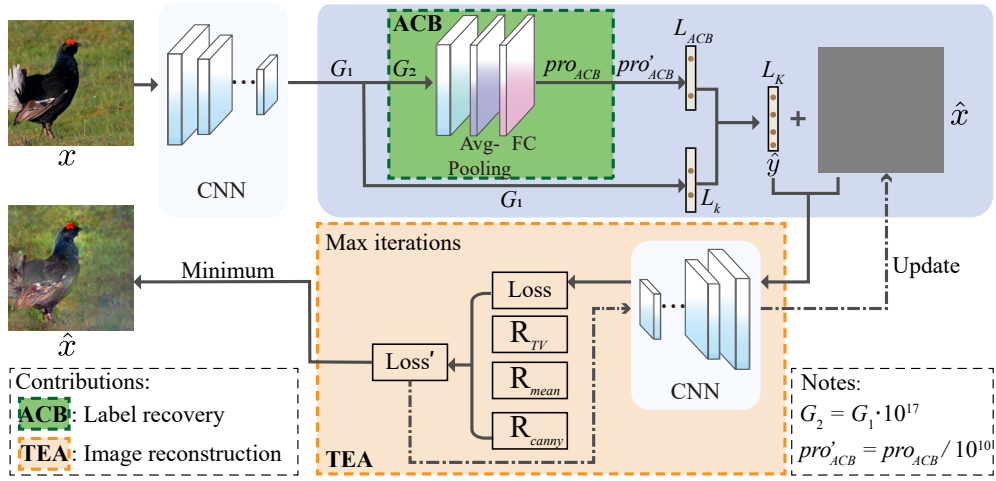 ACB
G₁
G₂
pro_ACB
pro'_ACB
L_ACB
Avg-
Pooling
FC
CNN
x
G₁
L_k
L_K
+
ŷ
x̂
Max iterations
Minimum
Update
Loss
R_TV
R_mean
R_canny
Loss'
CNN
TEA
x̂
Contributions:
ACB: Label recovery
TEA: Image reconstruction
Notes:
G₂ = G₁·10¹⁷
pro'_ACB = pro_ACB / 10¹⁰